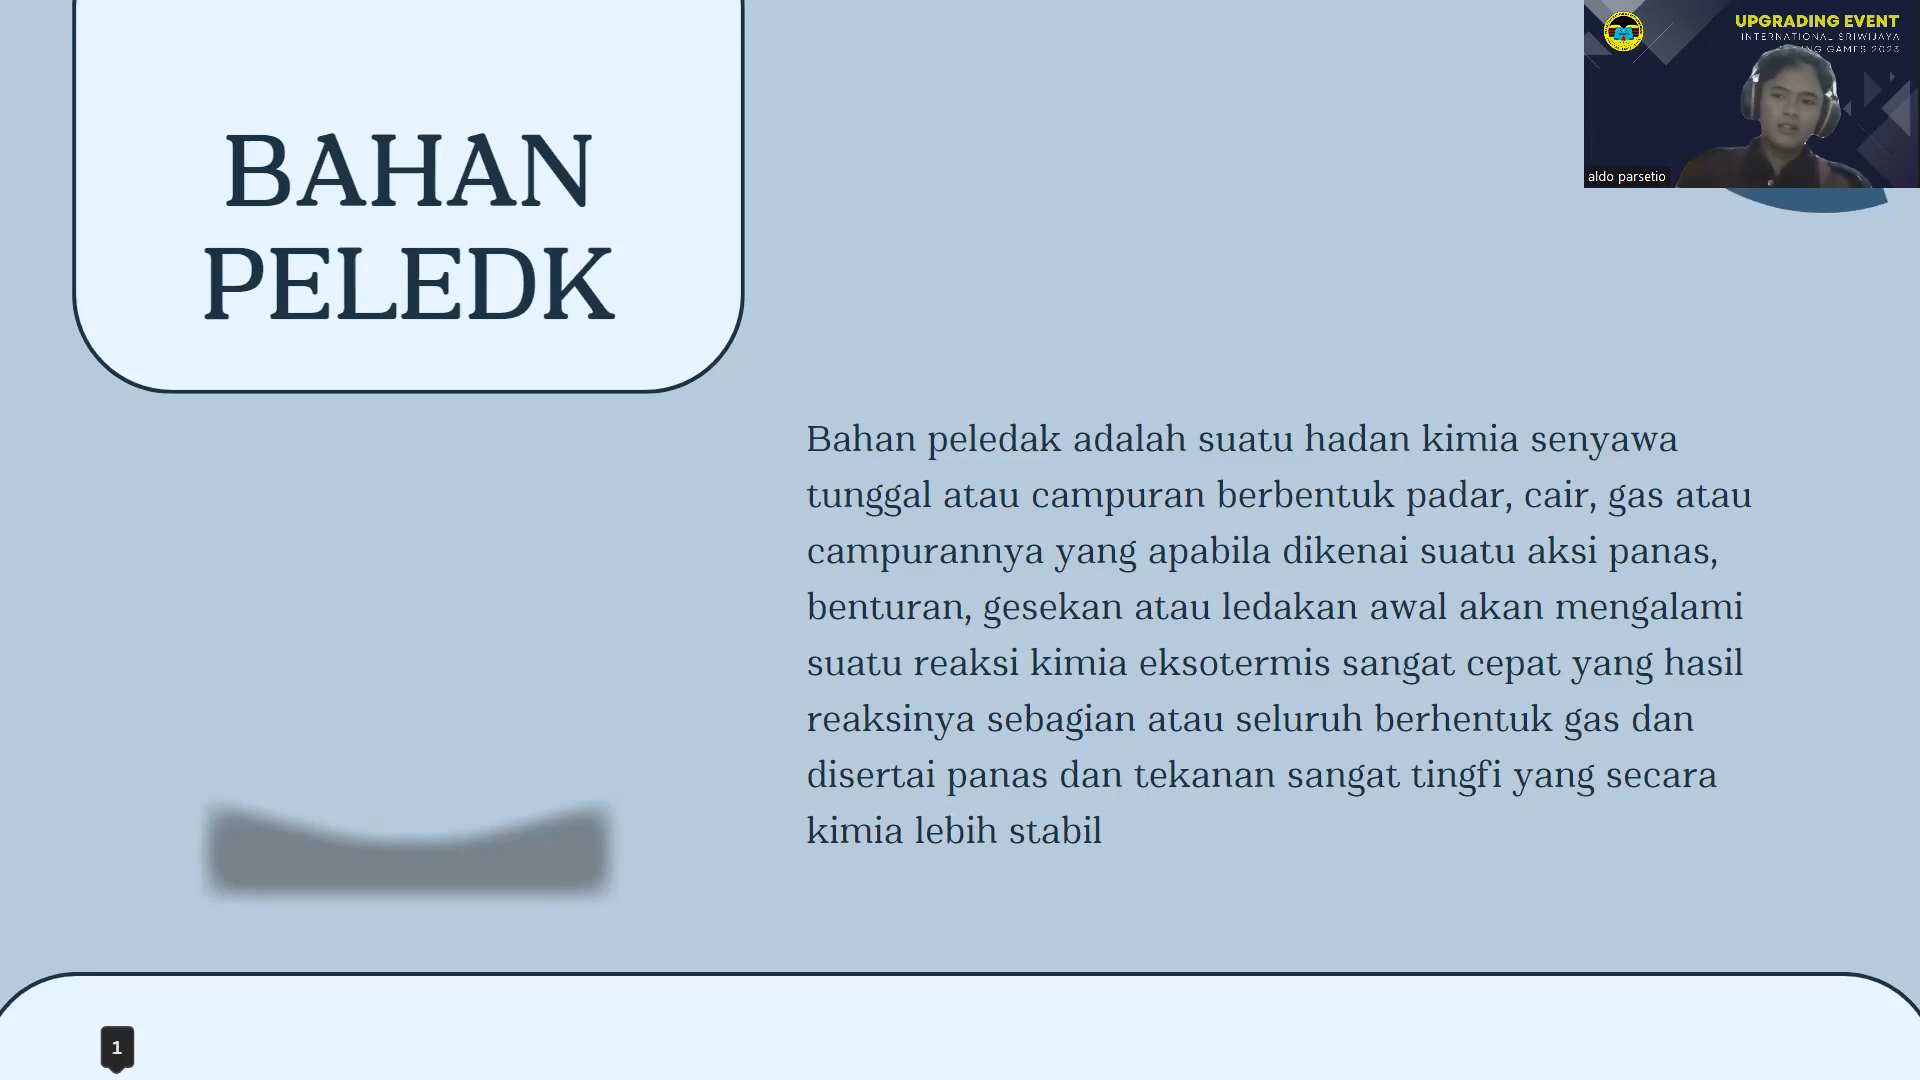 BAHAN
PELEDK
UPGRADING EVENT
INTERNATIONAL SRIWIJAYA
GAMES 2023
aldo parsetio
Bahan peledak adalah suatu hadan kimia senyawa
tunggal atau campuran berbentuk padar, cair, gas atau
campurannya yang apabila dikenai suatu aksi panas,
benturan, gesekan atau ledakan awal akan mengalami
suatu reaksi kimia eksotermis sangat cepat yang hasil
reaksinya sebagian atau seluruh berhentuk gas dan
disertai panas dan tekanan sangat tingfi yang secara
kimia lebih stabil
1